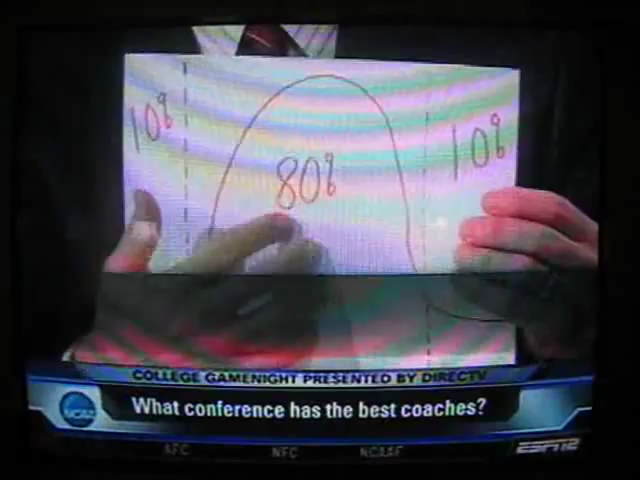 10%
80%
10%
COLLEGE GAMENIGHT PRESENTED BY DIRECTV
NCAA
What conference has the best coaches?
AFC NFC NCAAF
ESPN2